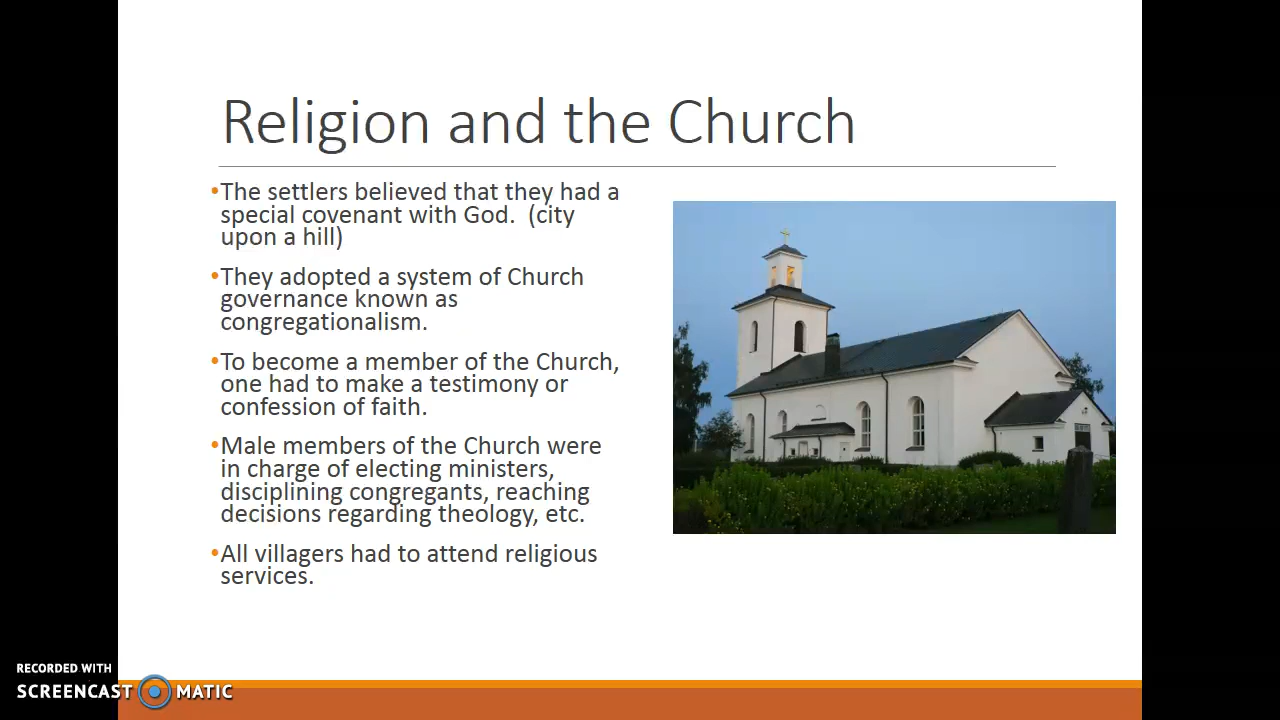 Religion and the Church
•The settlers believed that they had a
special covenant with God.  (city
upon a hill)
•They adopted a system of Church
governance known as
congregationalism.
•To become a member of the Church,
one had to make a testimony or
confession of faith.
•Male members of the Church were
in charge of electing ministers,
disciplining congregants, reaching
decisions regarding theology, etc.
•All villagers had to attend religious
services.
RECORDED WITH
SCREENCAST MATIC